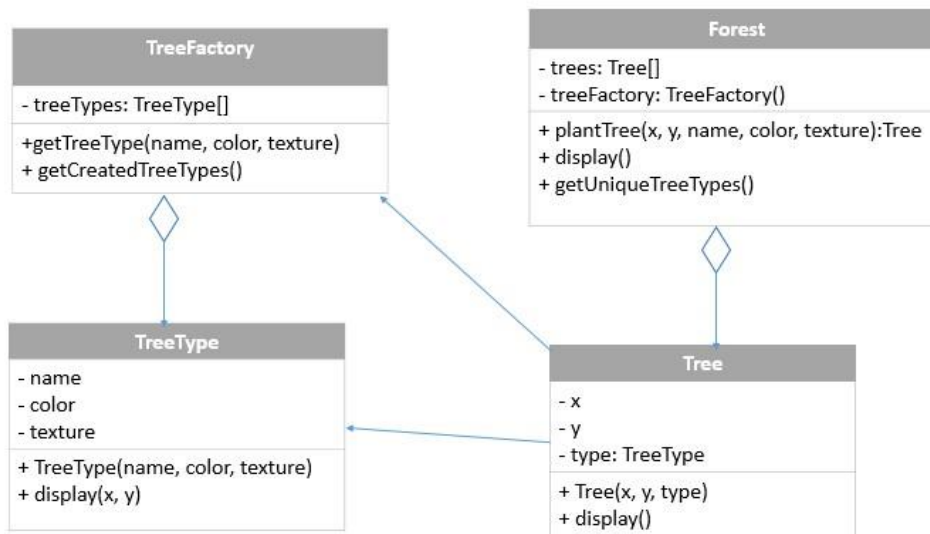 TreeFactory
- treeTypes: TreeType[]
+getTreeType(name, color, texture)
+ getCreatedTreeTypes()
Forest
- trees: Tree[]
- treeFactory: TreeFactory()
+ plantTree(x, y, name, color, texture):Tree
+ display()
+ getUniqueTreeTypes()
TreeType
- name
- color
- texture
+ TreeType(name, color, texture)
+ display(x, y)
Tree
- x
- y
- type: TreeType
+ Tree(x, y, type)
+ display()